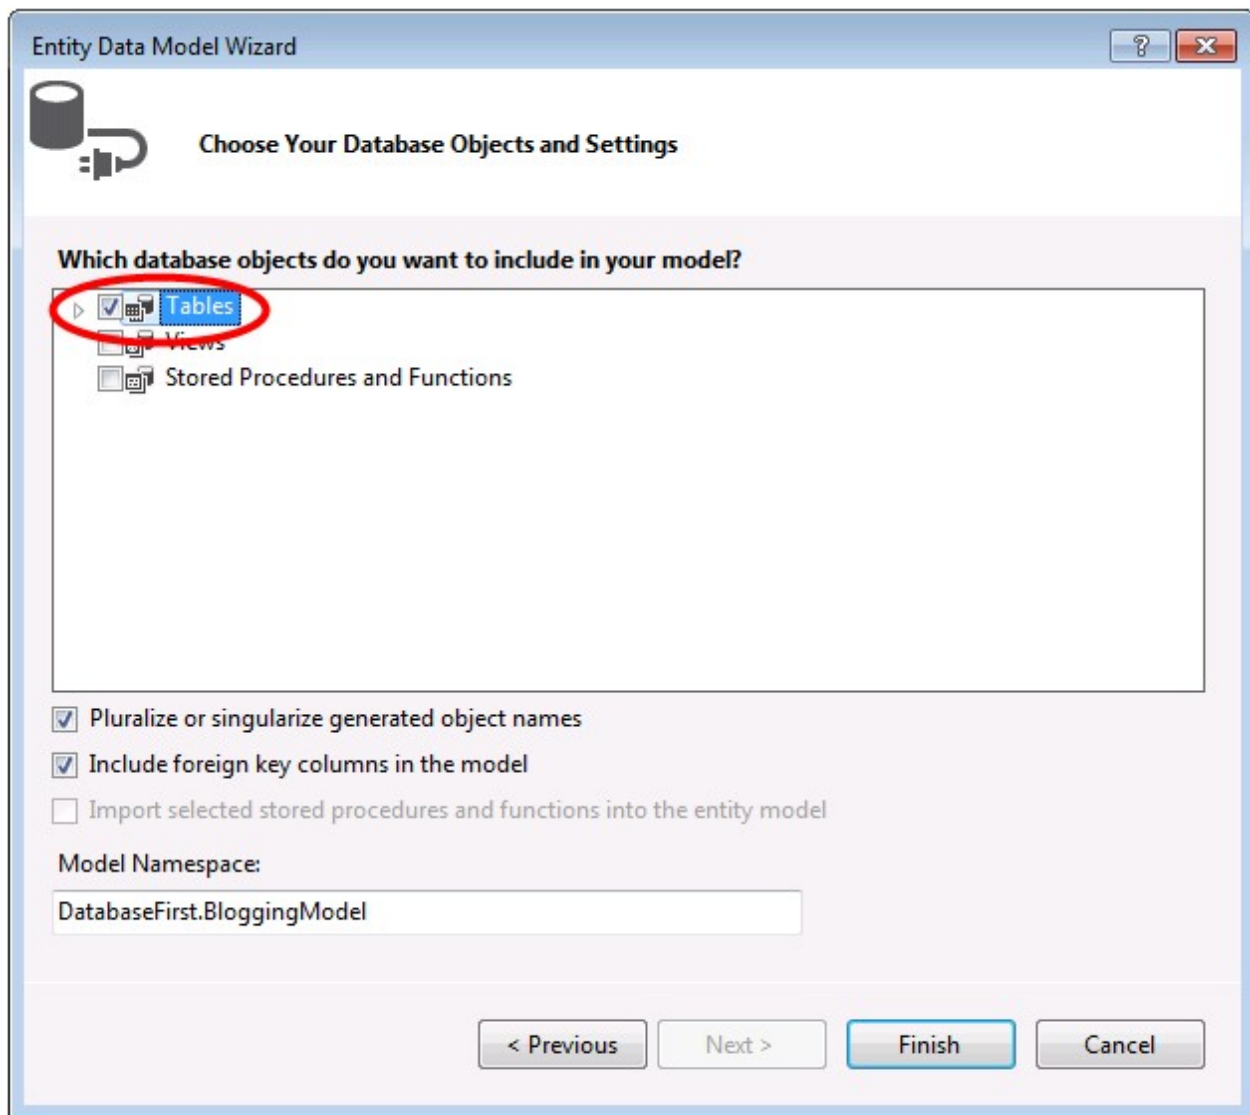 Entity Data Model Wizard
Choose Your Database Objects and Settings
Which database objects do you want to include in your model?
Tables
Views
Stored Procedures and Functions
Pluralize or singularize generated object names
Include foreign key columns in the model
Import selected stored procedures and functions into the entity model
Model Namespace:
DatabaseFirst.BloggingModel
< Previous Next > Finish Cancel